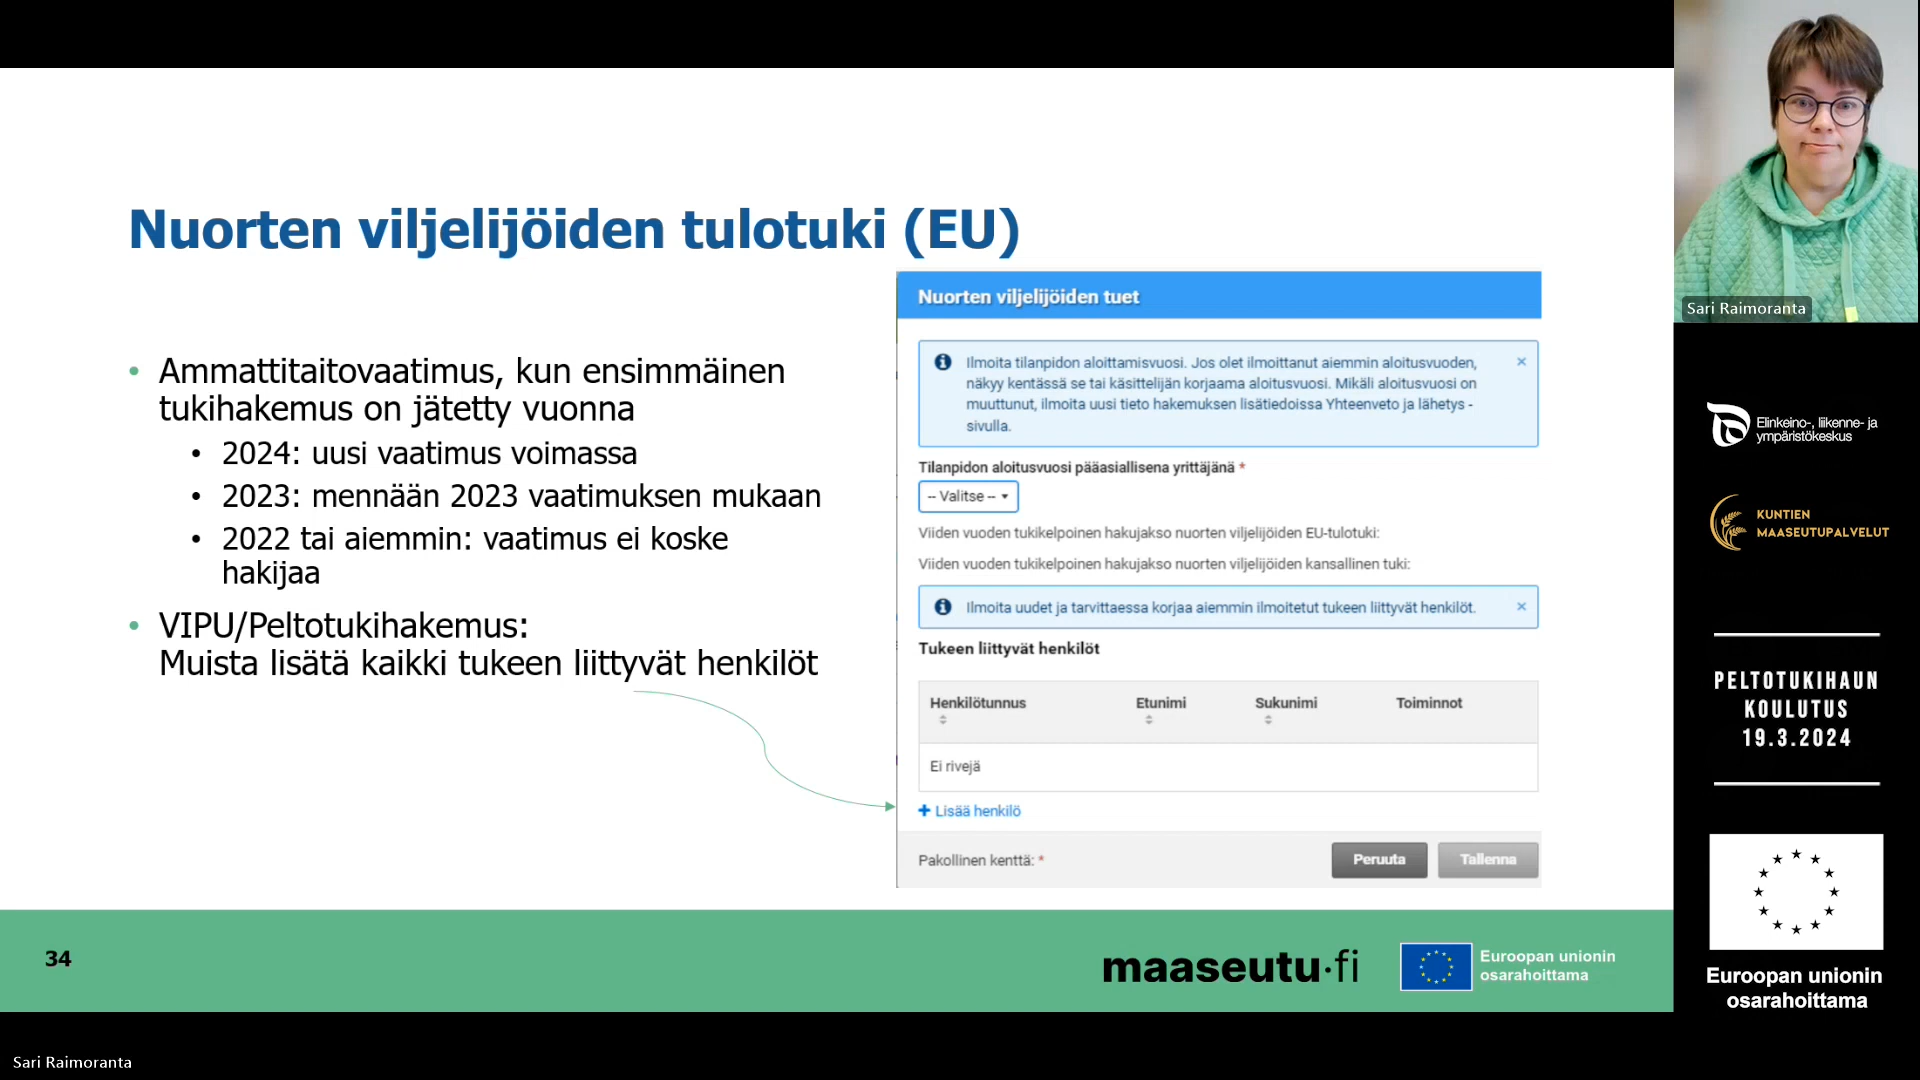 Nuorten viljelijöiden tulotuki (EU)
• Ammattitaitovaatimus, kun ensimmäinen
tukihakemus on jätetty vuonna
• 2024: uusi vaatimus voimassa
• 2023: mennään 2023 vaatimuksen mukaan
• 2022 tai aiemmin: vaatimus ei koske
hakijaa
• VIPU/Peltotukihakemus:
Muista lisätä kaikki tukeen liittyvät henkilöt
Nuorten viljelijöiden tuet
Ilmoita tilanpidon aloittamisvuosi. Jos olet ilmoittanut aiemmin aloitusvuoden,
näkyy kentässä se tai käsittelijän korjaama aloitusvuosi. Mikäli aloitusvuosi on
muuttunut, ilmoita uusi tieto hakemuksen lisätiedoissa Yhteenveto ja lähetys -
sivulla.
Tilanpidon aloitusvuosi pääasiallisena yrittäjänä *
-- Valitse --
Viiden vuoden tukikelpoinen hakujakso nuorten viljelijöiden EU-tulotuki:
Viiden vuoden tukikelpoinen hakujakso nuorten viljelijöiden kansallinen tuki:
Ilmoita uudet ja tarvittaessa korjaa aiemmin ilmoitetut tukeen liittyvät henkilöt.
Tukeen liittyvät henkilöt
Henkilötunnus Etunimi Sukunimi Toiminnot
Ei rivejä
+ Lisää henkilö
Pakollinen kenttä: * Peruuta Tallenna
34
maaseutu.fi
Euroopan unionin
osarahoittama
Sari Raimoranta
Elinkeino-, liikenne- ja
ympäristökeskus
KUNTIEN
MAASEUTUPALVELUT
PELTOTUKIHAUN
KOULUTUS
19.3.2024
Euroopan unionin
osarahoittama
Sari Raimoranta